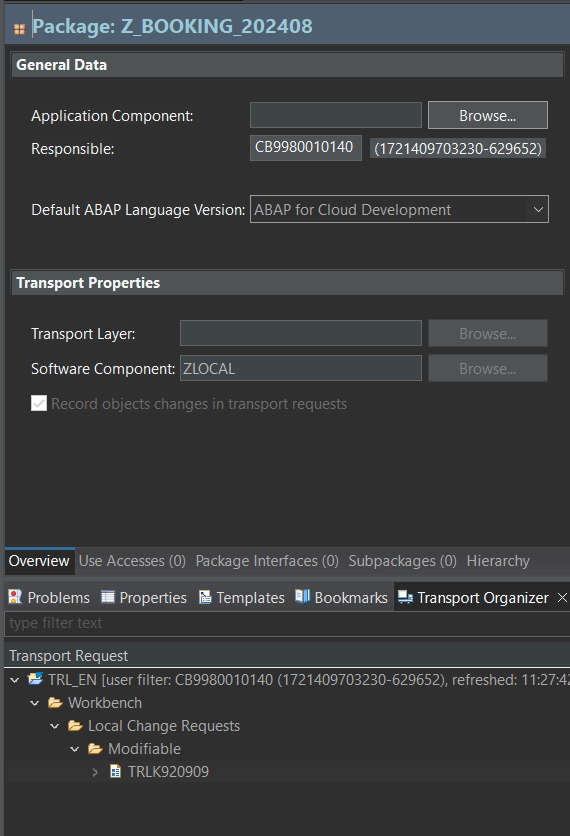 Package: Z_BOOKING_202408
General Data
Application Component:
Browse...
Responsible:
CB9980010140
(1721409703230-629652)
Default ABAP Language Version:
ABAP for Cloud Development
Transport Properties
Transport Layer:
Browse...
Software Component:
ZLOCAL
Browse...
Record objects changes in transport requests
Overview Use Accesses (0) Package Interfaces (0) Subpackages (0) Hierarchy
Problems Properties Templates Bookmarks Transport Organizer
type filter text
Transport Request
TRL_EN [user filter: CB9980010140 (1721409703230-629652), refreshed: 11:27:42
Workbench
Local Change Requests
Modifiable
TRLK920909